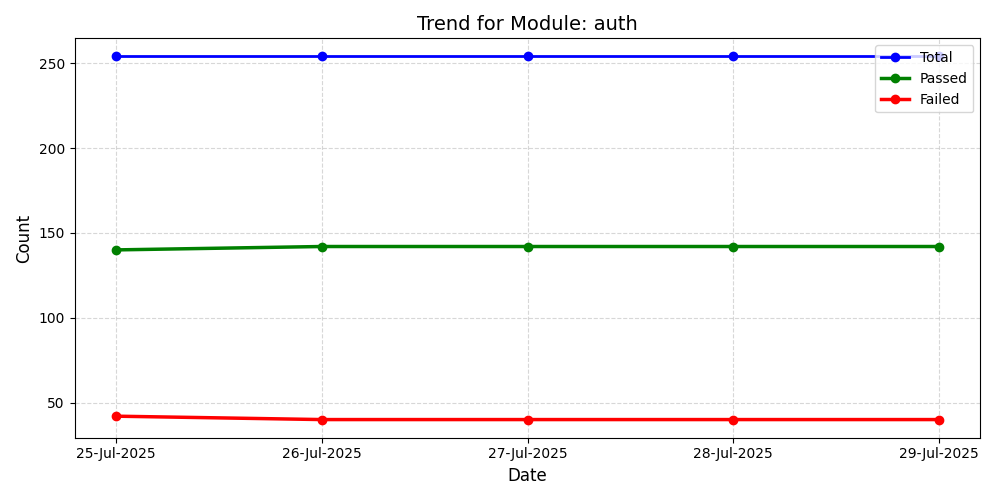 Trend for Module: auth
Total
Passed
Failed
250
200
150
100
50
Count
25-Jul-2025 26-Jul-2025 27-Jul-2025 28-Jul-2025 29-Jul-2025
Date